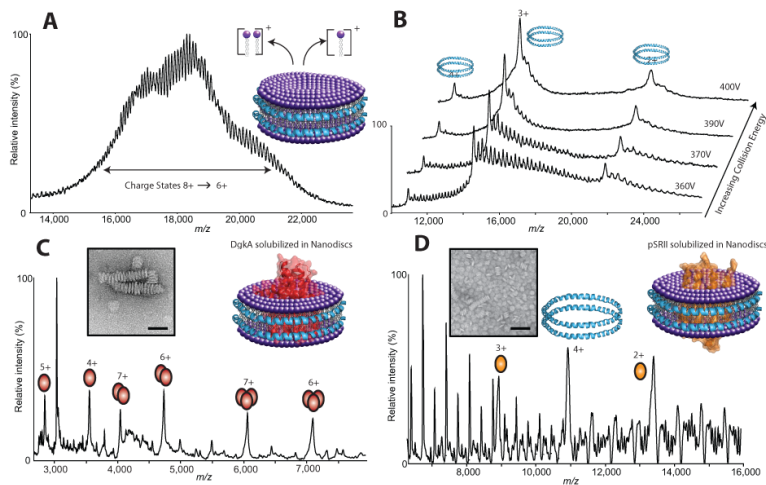 A
100
Relative intensity (%)
0
+
+
Charge States 8+ → 6+
14,000 16,000 18,000 20,000 22,000
m/z
B
3+
400V
390V
370V
360V
100
Relative intensity (%)
0
Increasing Collision Energy
12,000 16,000 20,000 24,000
m/z
C
DgkA solubilized in Nanodiscs
100
Relative intensity (%)
0
5+ 4+ 7+ 6+ 7+ 6+
3,000 4,000 5,000 6,000 7,000
m/z
D
pSRII solubilized in Nanodiscs
100
Relative intensity (%)
0
3+ 4+ 2+
8,000 10,000 12,000 14,000 16,000
m/z